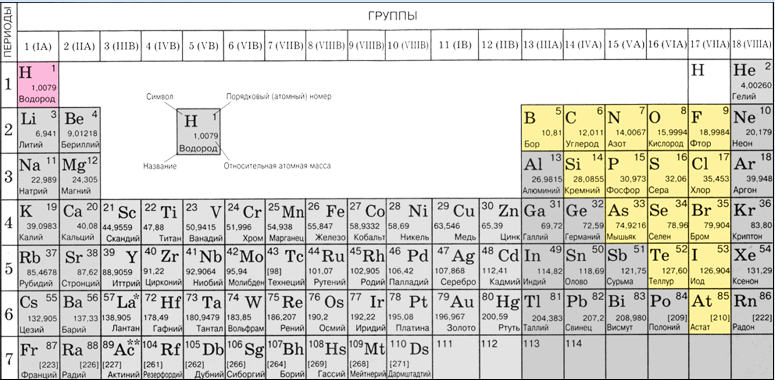 ПЕРИОДЫ
ГРУППЫ
1 (IA) 2 (IIA) 3 (IIIB) 4 (IVB) 5 (VB) 6 (VIB) 7 (VIIB) 8 (VIIIB) 9 (VIIIB) 10 (VIIIB) 11 (IB) 12 (IIB) 13 (IIIA) 14 (IVA) 15 (VA) 16 (VIA) 17 (VIIA) 18 (VIIIA)
1 H 1 H He 2
1,0079 4,00260
Водород Гелий
Символ Порядковый (атомный) номер
H 1
1,0079
Водород
Название Относительная атомная масса
2 Li 3 Be 4 B 5 C 6 N 7 O 8 F 9 Ne 10
6,941 9,01218 10,81 12,011 14,0067 15,9994 18,9984 20,179
Литий Бериллий Бор Углерод Азот Кислород Фтор Неон
3 Na 11 Mg 12 Al 13 Si 14 P 15 S 16 Cl 17 Ar 18
22,989 24,305 26,9815 28,0855 30,973 32,06 35,453 39,948
Натрий Магний Алюминий Кремний Фосфор Сера Хлор Аргон
4 K 19 Ca 20 21 Sc 22 Ti 23 V 24 Cr 25 Mn 26 Fe 27 Co 28 Ni 29 Cu 30 Zn Ga 31 Ge 32 As 33 Se 34 Br 35 Kr 36
39,0983 40,08 44,9559 47,88 50,9415 51,996 54,938 55,847 58,9332 58,69 63,546 65,39 69,72 72,59 74,9216 78,96 79,904 83,80
Калий Кальций Скандий Титан Ванадий Хром Марганец Железо Кобальт Никель Медь Цинк Галлий Германий Мышьяк Селен Бром Криптон
5 Rb 37 Sr 38 39 Y 40 Zr 41 Nb 42 Mo 43 Tc 44 Ru 45 Rh 46 Pd 47 Ag 48 Cd In 49 Sn 50 Sb 51 Te 52 I 53 Xe 54
85,4678 87,62 88,9059 91,22 92,9064 95,94 [98] 101,07 102,905 106,42 107,868 112,41 114,82 118,69 121,75 127,60 126,904 131,29
Рубидий Стронций Иттрий Цирконий Ниобий Молибден Технеций Рутений Родий Палладий Серебро Кадмий Индий Олово Сурьма Теллур Иод Ксенон
6 Cs 55 Ba 56 57 La* 72 Hf 73 Ta 74 W 75 Re 76 Os 77 Ir 78 Pt 79 Au 80 Hg Tl 81 Pb 82 Bi 83 Po 84 At 85 Rn 86
132,905 137,33 138,905 178,49 180,9479 183,85 186,207 190,2 192,22 195,08 196,967 200,59 204,383 207,2 208,980 [209] [210] [222]
Цезий Барий Лантан Гафний Тантал Вольфрам Рений Осмий Иридий Платина Золото Ртуть Таллий Свинец Висмут Полоний Астат Радон
7 Fr 87 Ra 88 89 Ac** 104 Rf 105 Db 106 Sg 107 Bh 108 Hs 109 Mt 110 Ds 111 112 113 114
[223] [226] [227] [261] [262] [266] [264] [269] [268] [271]
Франций Радий Актиний Резерфордий Дубний Сиборгий Борий Гассий Мейтнерий Дармштадтий